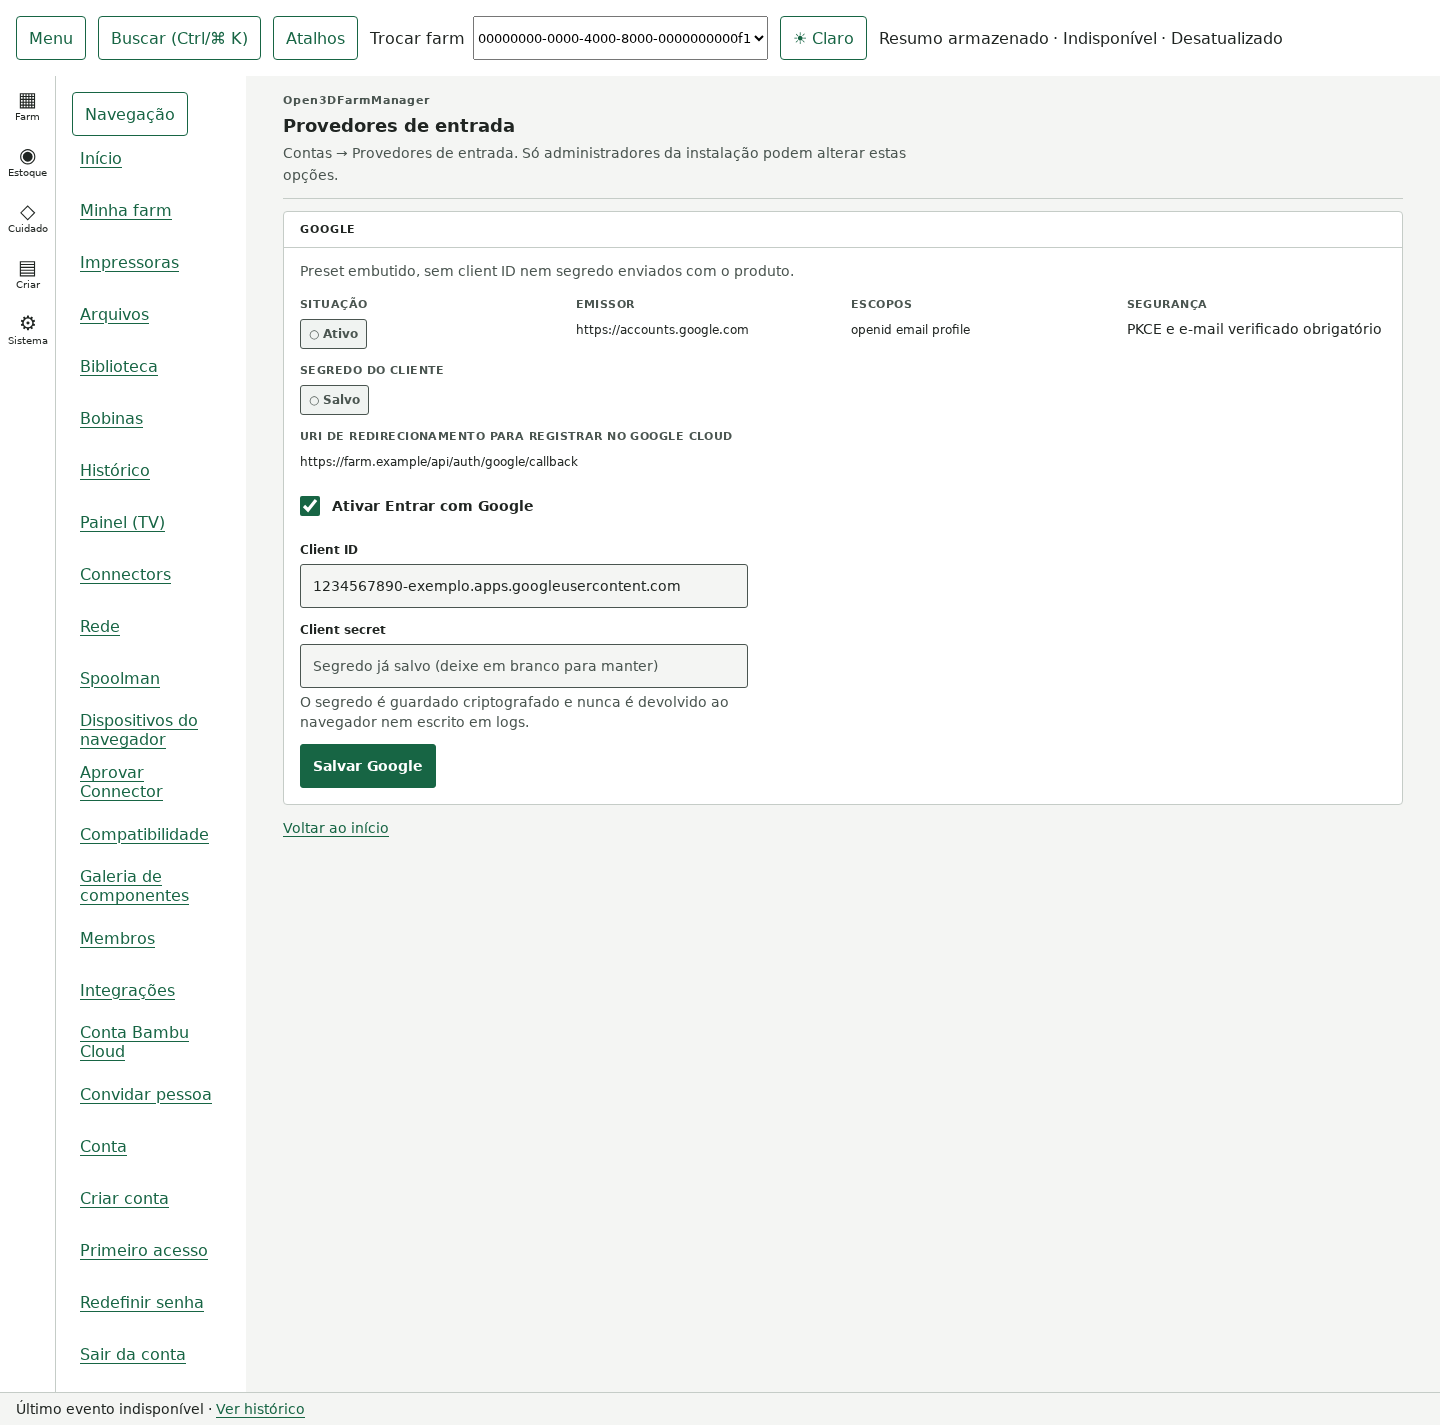 Menu
Buscar (Ctrl/⌘ K)
Atalhos
Trocar farm
00000000-0000-4000-8000-0000000000f1
☀ Claro
Resumo armazenado · Indisponível · Desatualizado
Farm
Estoque
Cuidado
Criar
Sistema
Navegação
Início
Minha farm
Impressoras
Arquivos
Biblioteca
Bobinas
Histórico
Painel (TV)
Connectors
Rede
Spoolman
Dispositivos do
navegador
Aprovar
Connector
Compatibilidade
Galeria de
componentes
Membros
Integrações
Conta Bambu
Cloud
Convidar pessoa
Conta
Criar conta
Primeiro acesso
Redefinir senha
Sair da conta
Open3DFarmManager
Provedores de entrada
Contas → Provedores de entrada. Só administradores da instalação podem alterar estas
opções.
GOOGLE
Preset embutido, sem client ID nem segredo enviados com o produto.
SITUAÇÃO
○ Ativo
EMISSOR
https://accounts.google.com
ESCOPOS
openid email profile
SEGURANÇA
PKCE e e-mail verificado obrigatório
SEGREDO DO CLIENTE
○ Salvo
URI DE REDIRECIONAMENTO PARA REGISTRAR NO GOOGLE CLOUD
https://farm.example/api/auth/google/callback
Ativar Entrar com Google
Client ID
1234567890-exemplo.apps.googleusercontent.com
Client secret
Segredo já salvo (deixe em branco para manter)
O segredo é guardado criptografado e nunca é devolvido ao
navegador nem escrito em logs.
Salvar Google
Voltar ao início
Último evento indisponível · Ver histórico